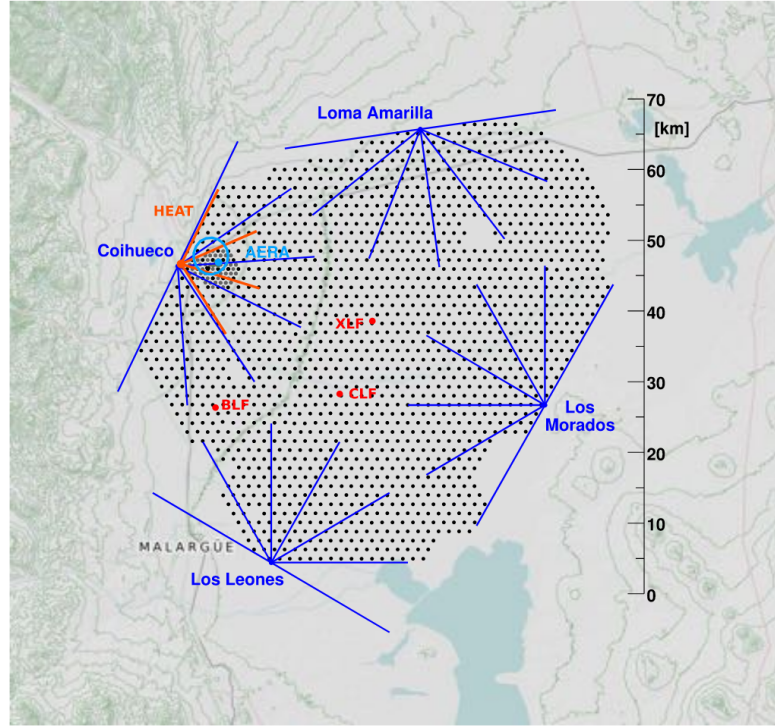 70
Loma Amarilla
[km]
60
HEAT
50
Coihueco
AERA
40
XLF
30
CLF
BLF
Los
Morados
20
10
MALARGÜE
Los Leones
0